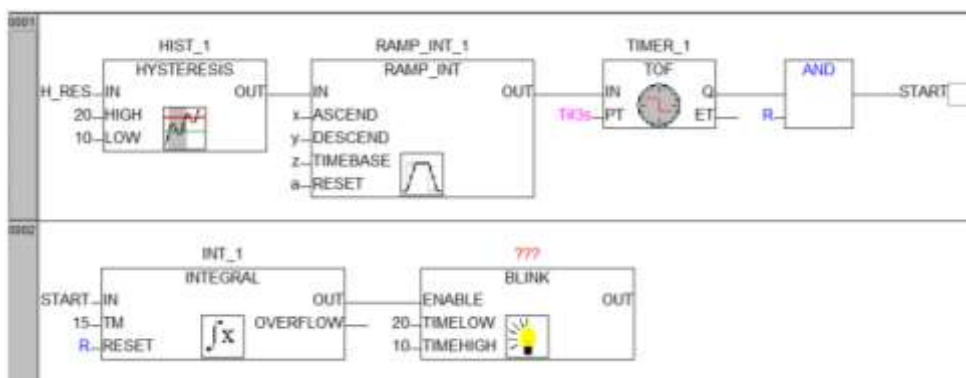 0001
HIST_1 RAMP_INT_1 TIMER_1
HYSTERESIS RAMP_INT TOF AND
H_RES IN OUT IN OUT IN Q START
20 HIGH x ASCEND T#3s PT ET R
10 LOW y DESCEND
z TIMEBASE
a RESET
0002
INT_1 ???
INTEGRAL BLINK
START IN OUT ENABLE OUT
15 TM OVERFLOW 20 TIMELOW
R RESET ∫x 10 TIMEHIGH